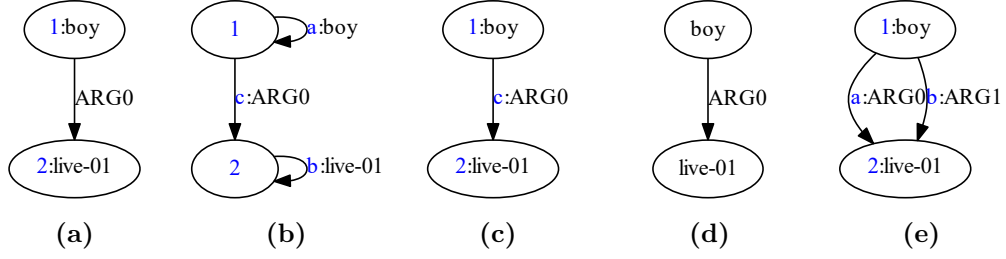 1:boy
ARG0
2:live-01
(a)
1
a:boy
c:ARG0
2
b:live-01
(b)
1:boy
c:ARG0
2:live-01
(c)
boy
ARG0
live-01
(d)
1:boy
a:ARG0
b:ARG1
2:live-01
(e)